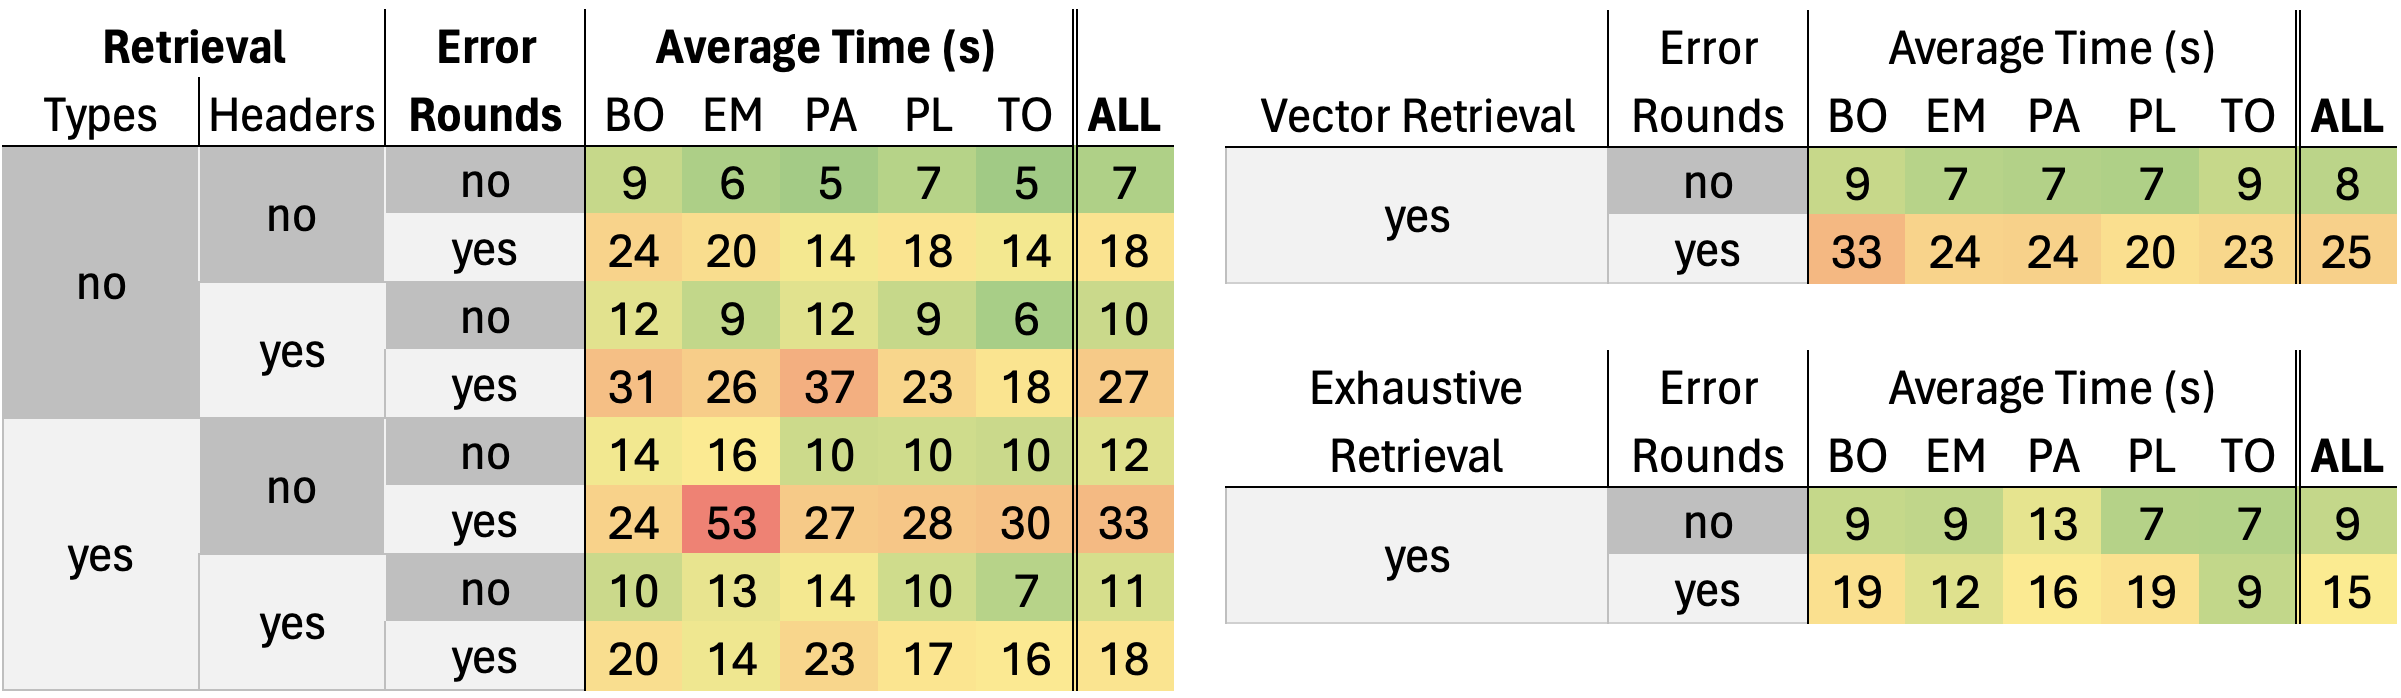 Retrieval Error Average Time (s)
Types Headers Rounds BO EM PA PL TO ALL
no no no 9 6 5 7 5 7
yes 24 20 14 18 14 18
yes no 12 9 12 9 6 10
yes 31 26 37 23 18 27
yes no no 14 16 10 10 10 12
yes 24 53 27 28 30 33
yes no 10 13 14 10 7 11
yes 20 14 23 17 16 18
Error Average Time (s)
Vector Retrieval Rounds BO EM PA PL TO ALL
yes no 9 7 7 7 9 8
yes 33 24 24 20 23 25
Exhaustive Error Average Time (s)
Retrieval Rounds BO EM PA PL TO ALL
yes no 9 9 13 7 7 9
yes 19 12 16 19 9 15